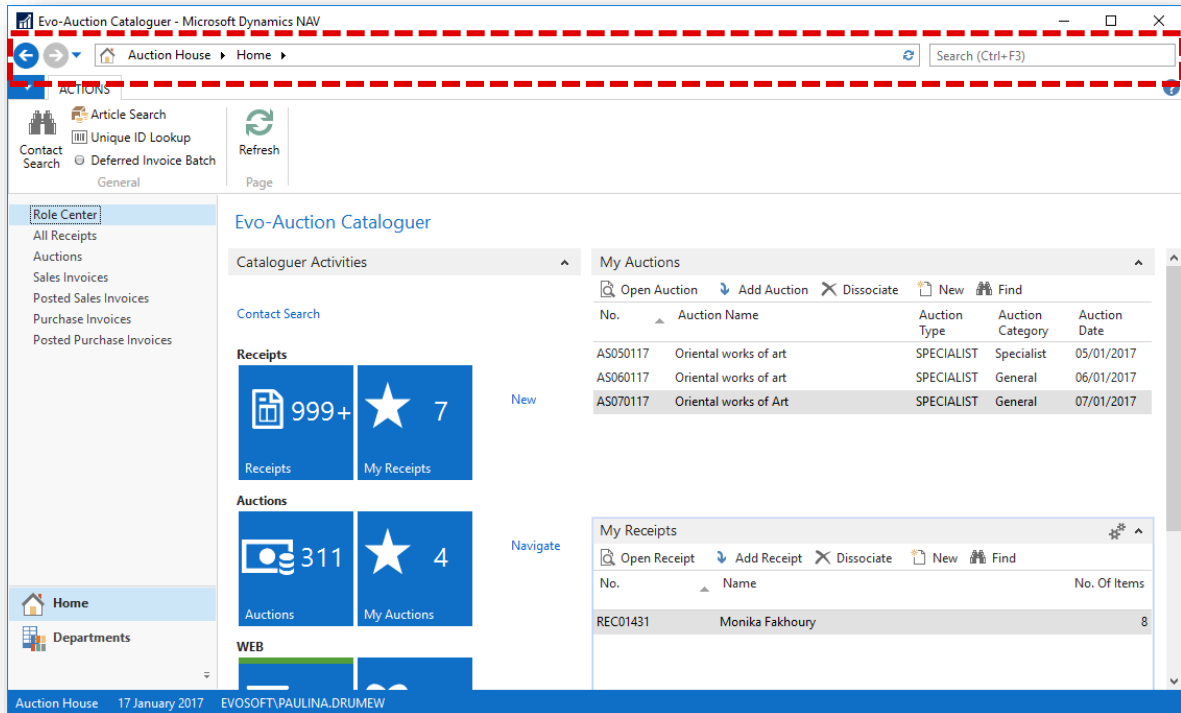 Evo-Auction Cataloguer - Microsoft Dynamics NAV
Auction House Home
Search (Ctrl+F3)
ACTIONS
Contact Search
Article Search
Unique ID Lookup
Deferred Invoice Batch
Refresh
General
Page
Role Center
All Receipts
Auctions
Sales Invoices
Posted Sales Invoices
Purchase Invoices
Posted Purchase Invoices
Home
Departments
Evo-Auction Cataloguer
Cataloguer Activities
Contact Search
Receipts
999+
Receipts
7
My Receipts
New
Auctions
311
Auctions
4
My Auctions
Navigate
WEB
My Auctions
Open Auction Add Auction Dissociate New Find
No. Auction Name Auction Type Auction Category Auction Date
AS050117 Oriental works of art SPECIALIST Specialist 05/01/2017
AS060117 Oriental works of art SPECIALIST General 06/01/2017
AS070117 Oriental works of Art SPECIALIST General 07/01/2017
My Receipts
Open Receipt Add Receipt Dissociate New Find
No. Name No. Of Items
REC01431 Monika Fakhoury 8
Auction House 17 January 2017 EVOSOFT\PAULINA.DRUMEW